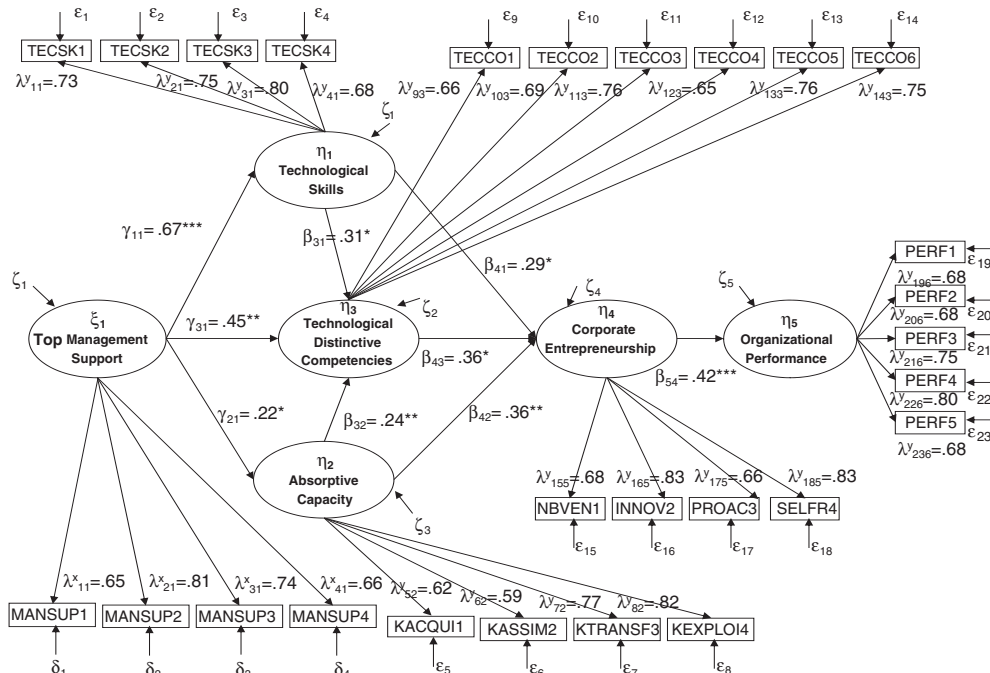 ε1 ε2 ε3 ε4 ε9 ε10 ε11 ε12 ε13 ε14
TECSK1 TECSK2 TECSK3 TECSK4 TECCO1 TECCO2 TECCO3 TECCO4 TECCO5 TECCO6
λy11=.73 λy21=.75 λy31=.80 λy41=.68 λy93=.66 λy103=.69 λy113=.76 λy123=.65 λy133=.76 λy143=.75
ζ1
η1
Technological
Skills
γ11= .67***
β31= .31*
β41= .29*
ζ1
ξ1
Top Management
Support
γ31= .45**
η3
Technological
Distinctive
Competencies
ζ2
β43= .36*
ζ4
η4
Corporate
Entrepreneurship
β54= .42***
ζ5
η5
Organizational
Performance
PERF1
ε19
λy196=.68
PERF2
ε20
λy206=.68
PERF3
ε21
λy216=.75
PERF4
ε22
λy226=.80
PERF5
ε23
λy236=.68
γ21= .22*
β32= .24**
β42= .36**
η2
Absorptive
Capacity
ζ3
λy155=.68 λy165=.83 λy175=.66 λy185=.83
NBVEN1 INNOV2 PROAC3 SELFR4
ε15 ε16 ε17 ε18
λx11=.65 λx21=.81 λx31=.74 λx41=.66 λy52=.62 λy62=.59 λy72=.77 λy82=.82
MANSUP1 MANSUP2 MANSUP3 MANSUP4 KACQUI1 KASSIM2 KTRANSF3 KEXPLOI4
δ1 δ2 δ3 δ4 ε5 ε6 ε7 ε8